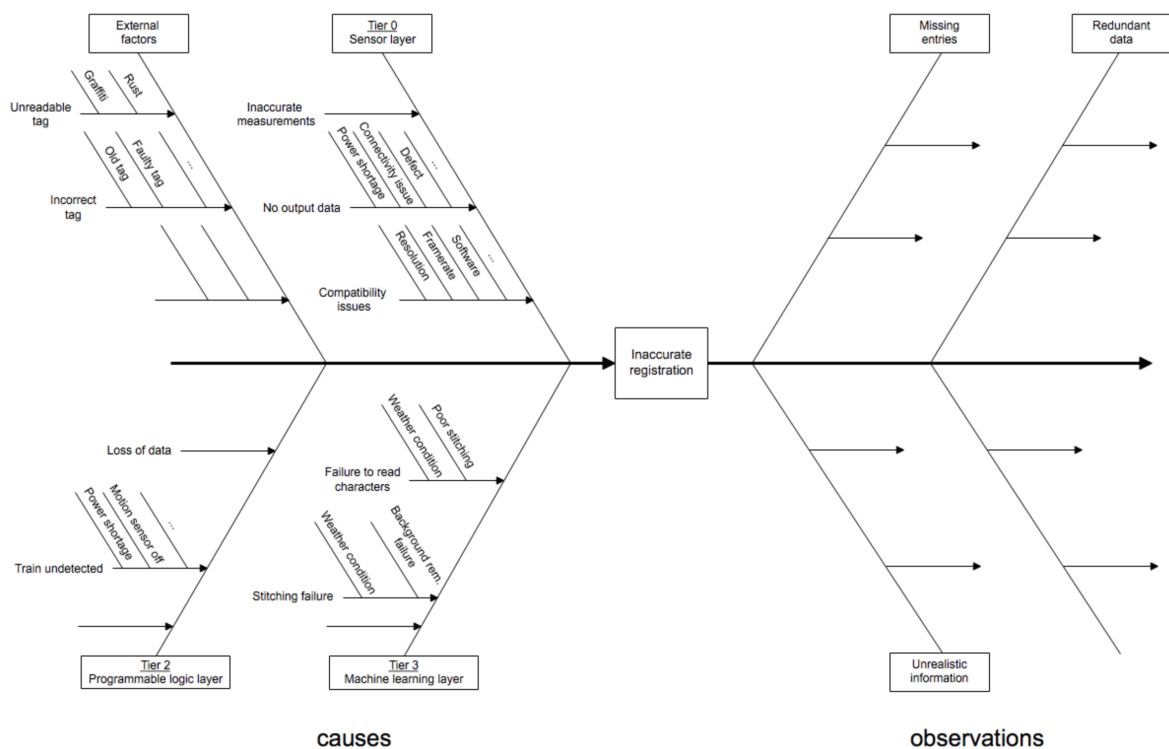 External
factors
Tier 0
Sensor layer
Missing
entries
Redundant
data
Graffiti
Rust
Unreadable
tag
Inaccurate
measurements
Old tag
Faulty tag
...
Incorrect
tag
Power shortage
Connectivity issue
Defect
...
No output data
Resolution
Framerate
Software
...
Compatibility
issues
Inaccurate
registration
Loss of data
Weather condition
Poor stitching
Failure to read
characters
Power shortage
Motion sensor off
...
Train undetected
Weather condition
Background rem.
failure
Stitching failure
Tier 2
Programmable logic layer
Tier 3
Machine learning layer
Unrealistic
information
causes
observations